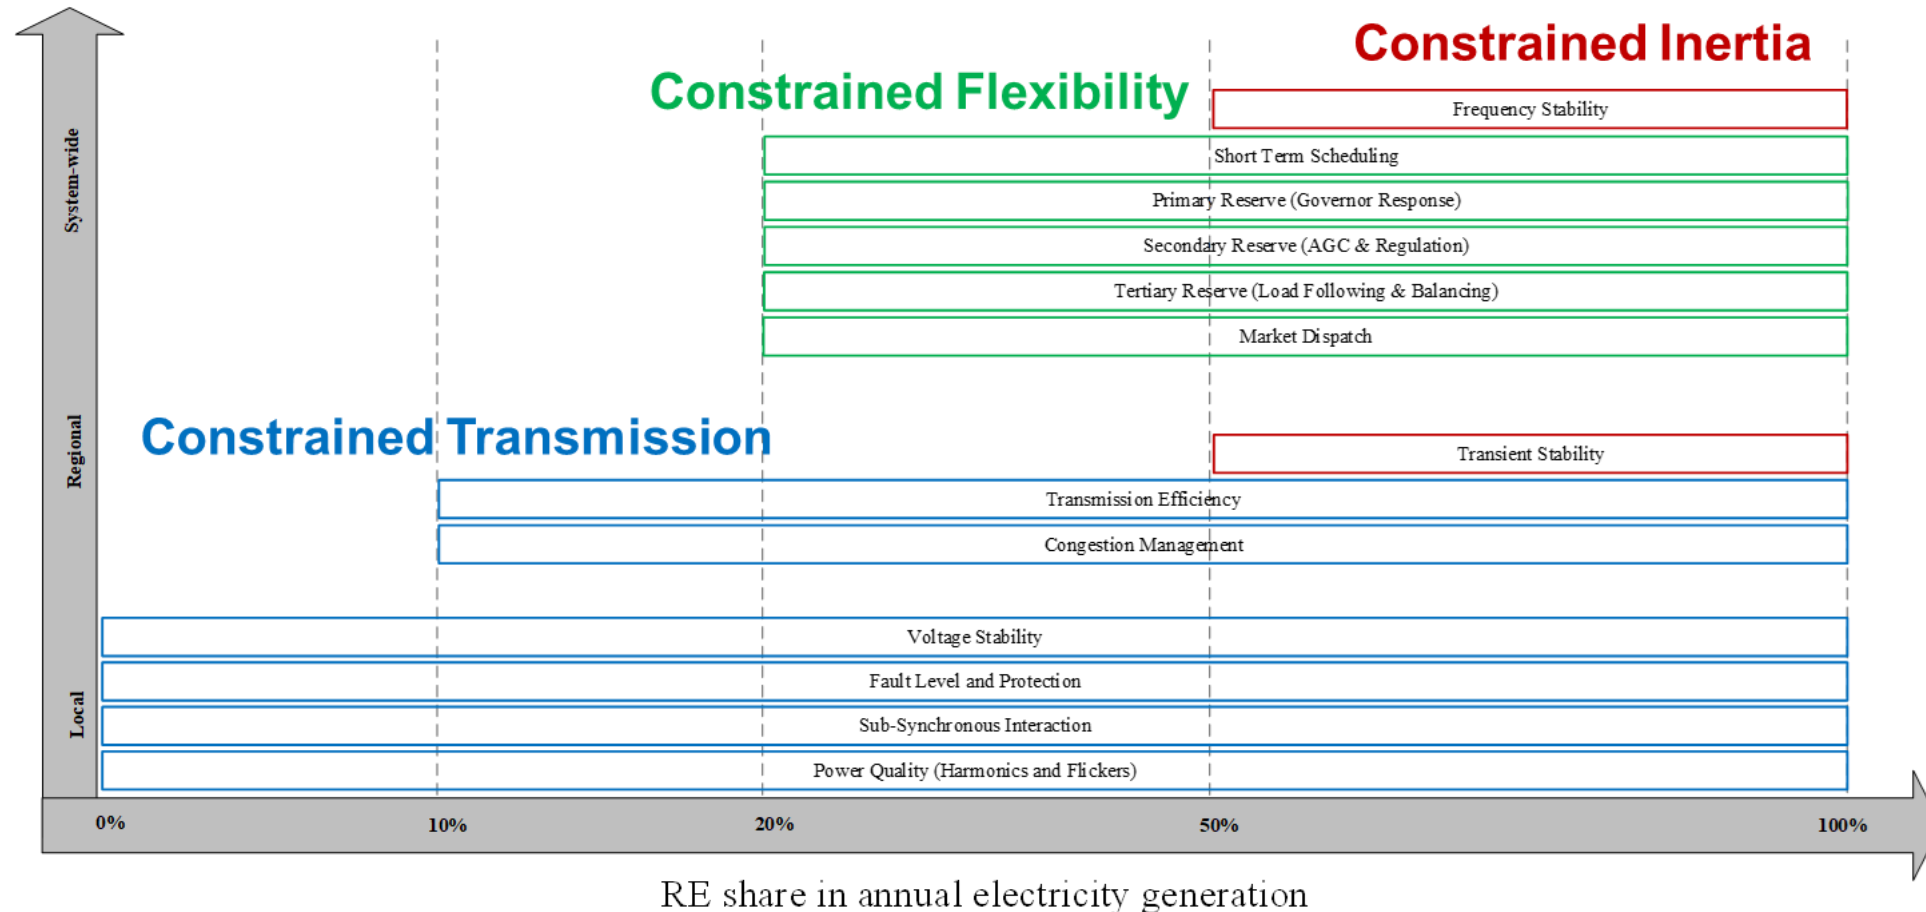 Constrained Inertia
Constrained Flexibility
Frequency Stability
Short Term Scheduling
Primary Reserve (Governor Response)
Secondary Reserve (AGC & Regulation)
Tertiary Reserve (Load Following & Balancing)
Market Dispatch
System-wide
Constrained Transmission
Regional
Transient Stability
Transmission Efficiency
Congestion Management
Voltage Stability
Fault Level and Protection
Local
Sub-Synchronous Interaction
Power Quality (Harmonics and Flickers)
0%
10%
20%
50%
100%
RE share in annual electricity generation